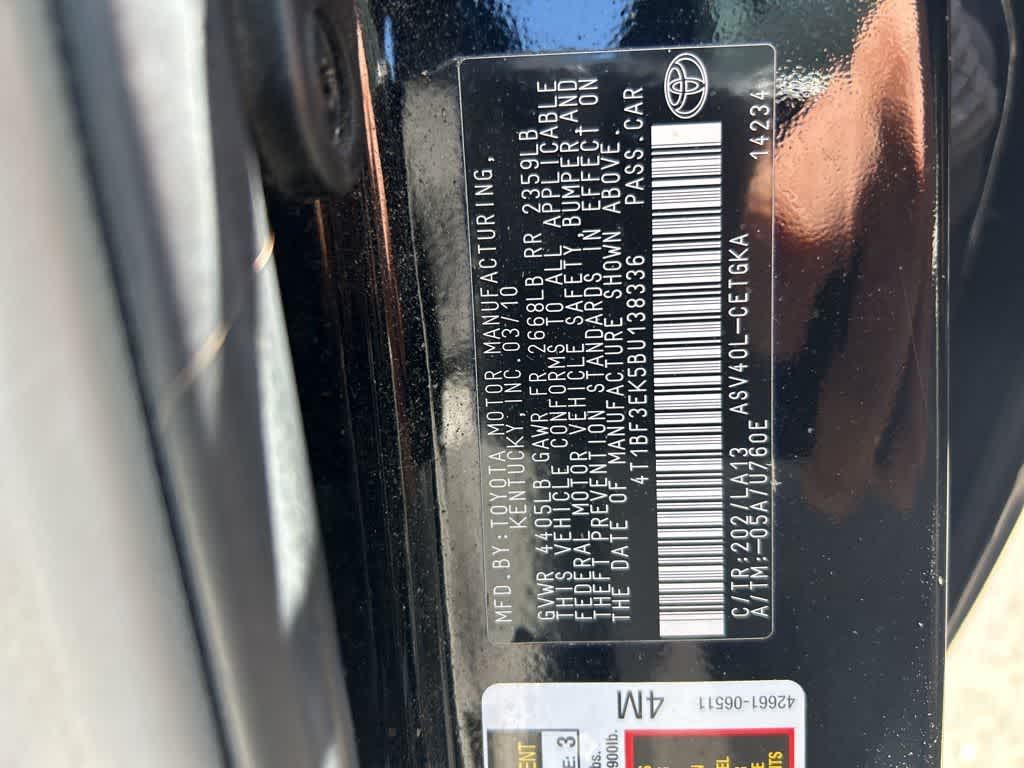 MFD.BY:TOYOTA MOTOR MANUFACTURING,
KENTUCKY,INC.03/10
GVWR 4405LB GAWR FR 2668LB RR 2359LB
THIS VEHICLE CONFORMS TO ALL APPLICABLE
FEDERAL MOTOR VEHICLE SAFETY BUMPER,AND
THEFT PREVENTION STANDARDS IN EFFECT ON
THE DATE OF MANUFACTURE SHOWN ABOVE.
4T1BF3EK5BU138336 PASS.CAR
C/TR:202/LA13 ASV40L-CETGKA
A/TM:-05A/U760E 14234
4M
42661-06511
E: 3
900lb.